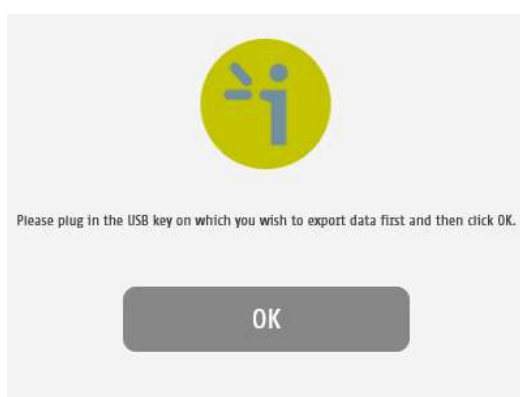 Please plug in the USB key on which you wish to export data first and then click OK.
OK